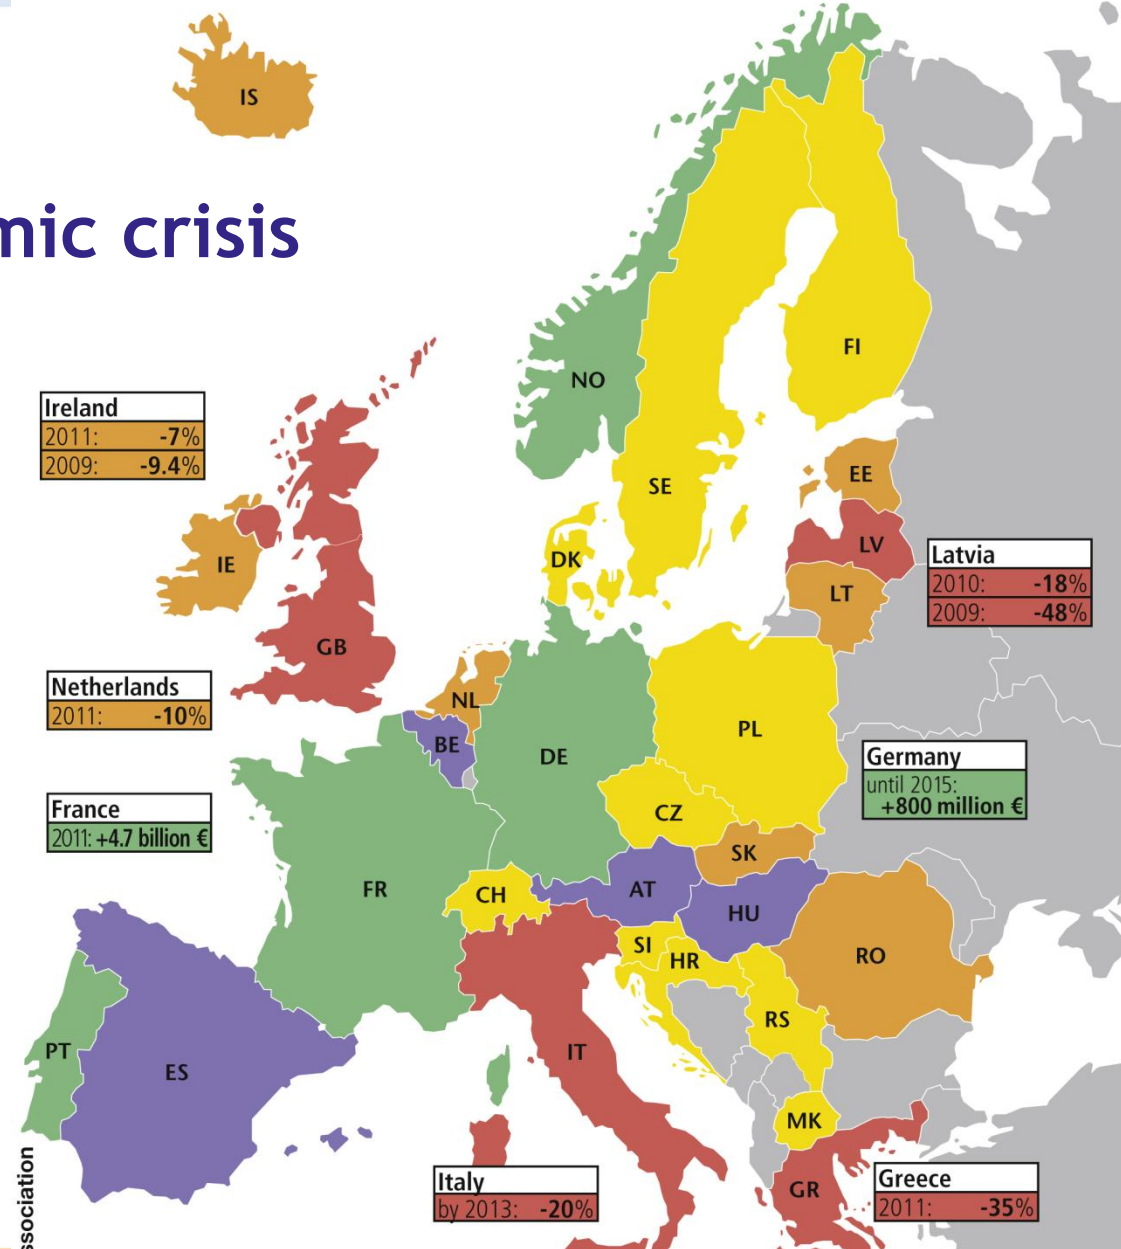 IS
mic crisis
FI
NO
Ireland
2011: -7%
2009: -9.4%
EE
SE
LV
DK
Latvia
2010: -18%
2009: -48%
IE
LT
GB
Netherlands
2011: -10%
NL
BE
PL
DE
Germany
until 2015:
+800 million €
France
2011: +4.7 billion €
CZ
SK
FR
CH
AT
HU
SI
HR
RO
RS
PT
ES
IT
MK
Italy
by 2013: -20%
GR
Greece
2011: -35%
ssociation